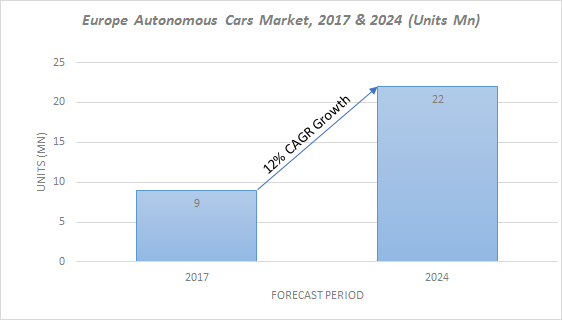 Europe Autonomous Cars Market, 2017 & 2024 (Units Mn)
25
20
15
10
5
0
UNITS (MN)
9
12% CAGR Growth
22
2017
2024
FORECAST PERIOD